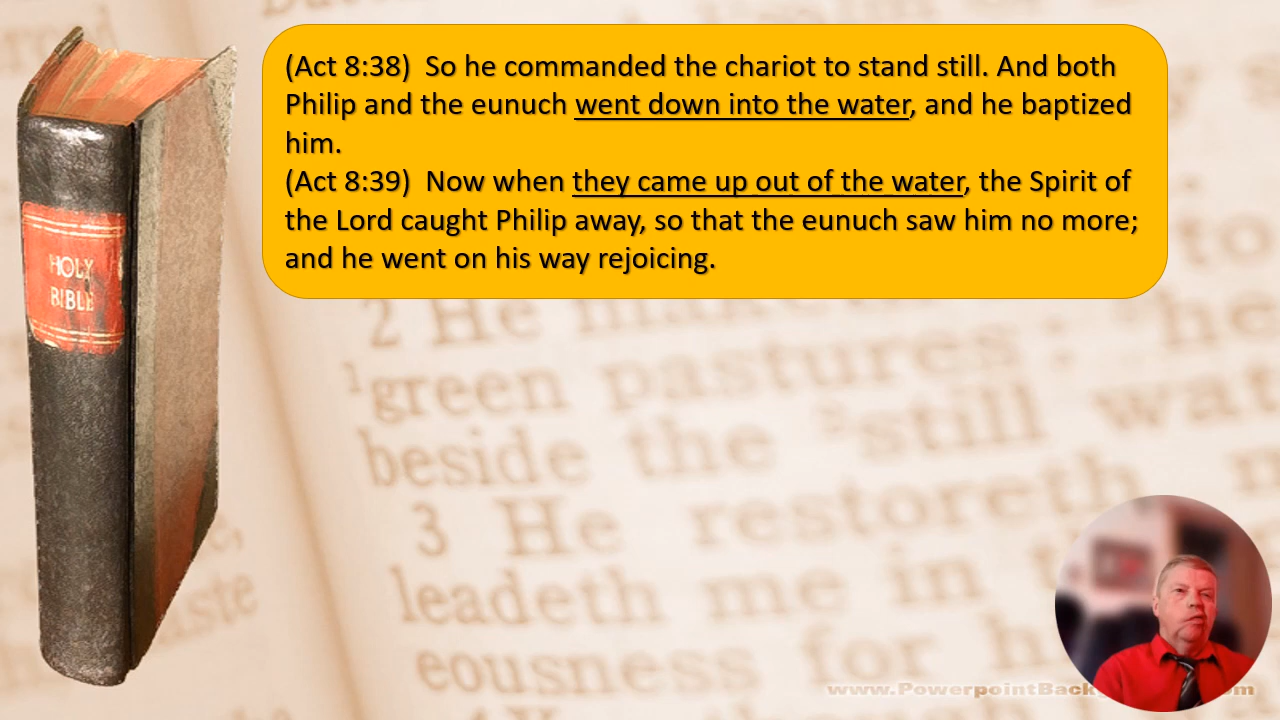 (Act 8:38)  So he commanded the chariot to stand still. And both
Philip and the eunuch went down into the water, and he baptized
him.
(Act 8:39)  Now when they came up out of the water, the Spirit of
the Lord caught Philip away, so that the eunuch saw him no more;
and he went on his way rejoicing.
HOLY
BIBLE
2 He
green pastures: he
beside the still
3 He restoreth
leadeth me in
eousness for
www.PowerpointBack